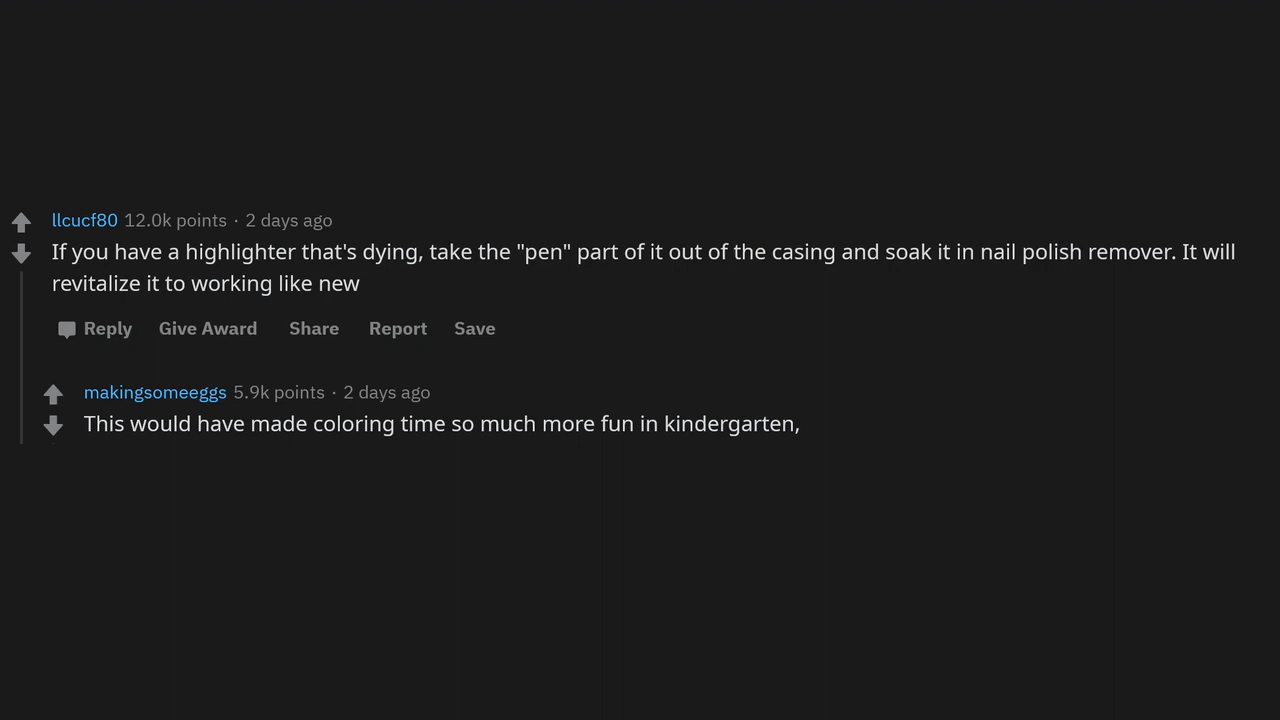 llcucf80 12.0k points · 2 days ago
If you have a highlighter that's dying, take the "pen" part of it out of the casing and soak it in nail polish remover. It will
revitalize it to working like new
Reply Give Award Share Report Save
makingsomeeggs 5.9k points · 2 days ago
This would have made coloring time so much more fun in kindergarten,